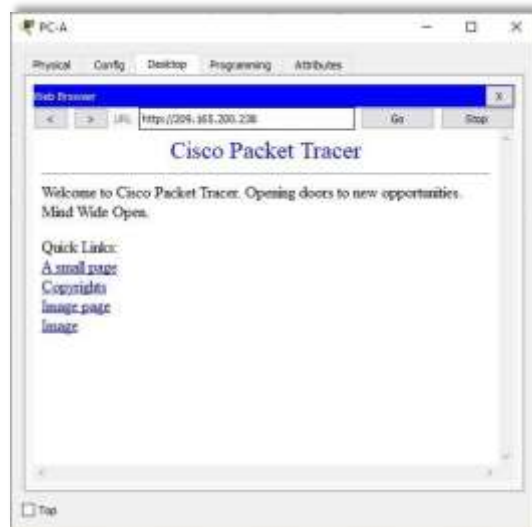 PC-A
Physical Config Desktop Programming Attributes
Web Browser X
< > URL https://209.165.200.238 Go Stop
Cisco Packet Tracer
Welcome to Cisco Packet Tracer. Opening doors to new opportunities.
Mind Wide Open.
Quick Links:
A small page
Copyrights
Image page
Image
Top